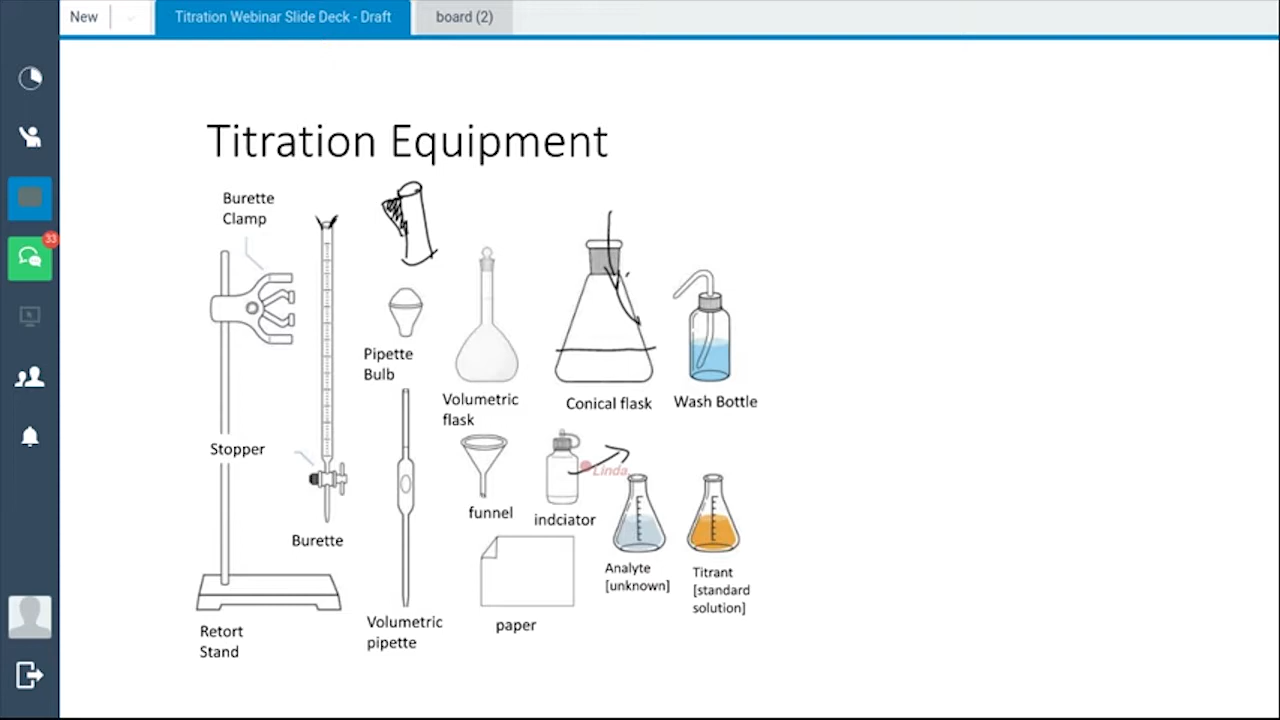 New
Titration Webinar Slide Deck - Draft
board (2)
33
Titration Equipment
Burette
Clamp
Pipette
Bulb
Volumetric
flask
Conical flask
Wash Bottle
Stopper
Linda
funnel
indciator
Burette
Analyte
[unknown]
Titrant
[standard
solution]
Volumetric
pipette
paper
Retort
Stand